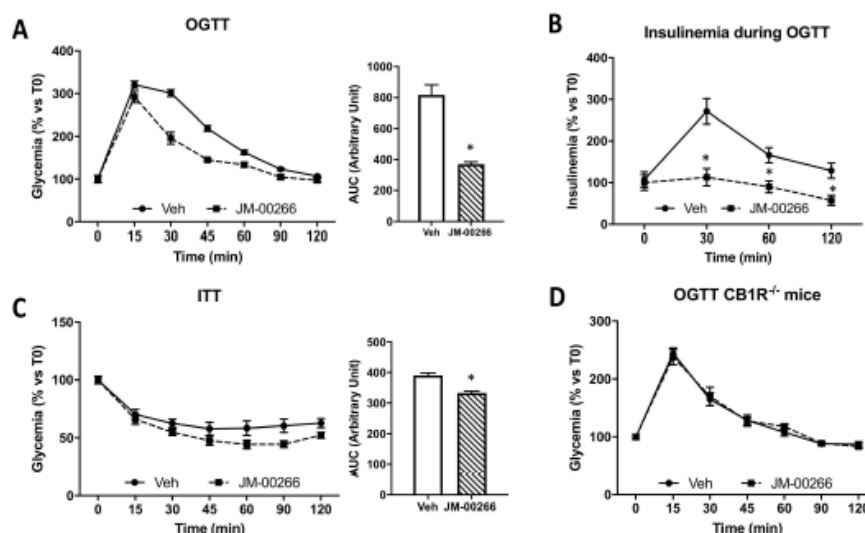 A
OGTT
Glycemia (% vs T0)
400
300
200
100
0
Veh
JM-00266
0 15 30 45 60 90 120
Time (min)
AUC (Arbitrary Unit)
1000
800
600
400
200
0
*
Veh JM-00266
B
Insulinemia during OGTT
Insulinemia (% vs T0)
400
300
200
100
0
* * *
Veh
JM-00266
0 30 60 120
Time (min)
C
ITT
Glycemia (% vs T0)
150
100
50
0
Veh
JM-00266
0 15 30 45 60 90 120
Time (min)
AUC (Arbitrary Unit)
500
400
300
200
100
0
*
Veh JM-00266
D
OGTT CB1R-/- mice
Glycemia (% vs T0)
300
200
100
0
Veh
JM-00266
0 15 30 45 60 90 120
Time (min)